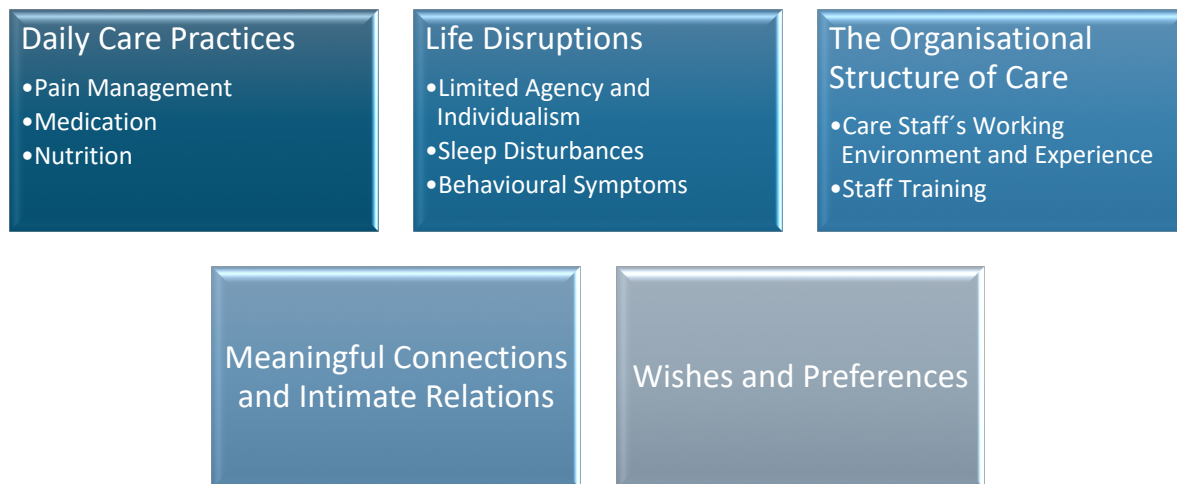 Daily Care Practices
•Pain Management
•Medication
•Nutrition
Life Disruptions
•Limited Agency and
Individualism
•Sleep Disturbances
•Behavioural Symptoms
The Organisational
Structure of Care
•Care Staff´s Working
Environment and Experience
•Staff Training
Meaningful Connections
and Intimate Relations
Wishes and Preferences